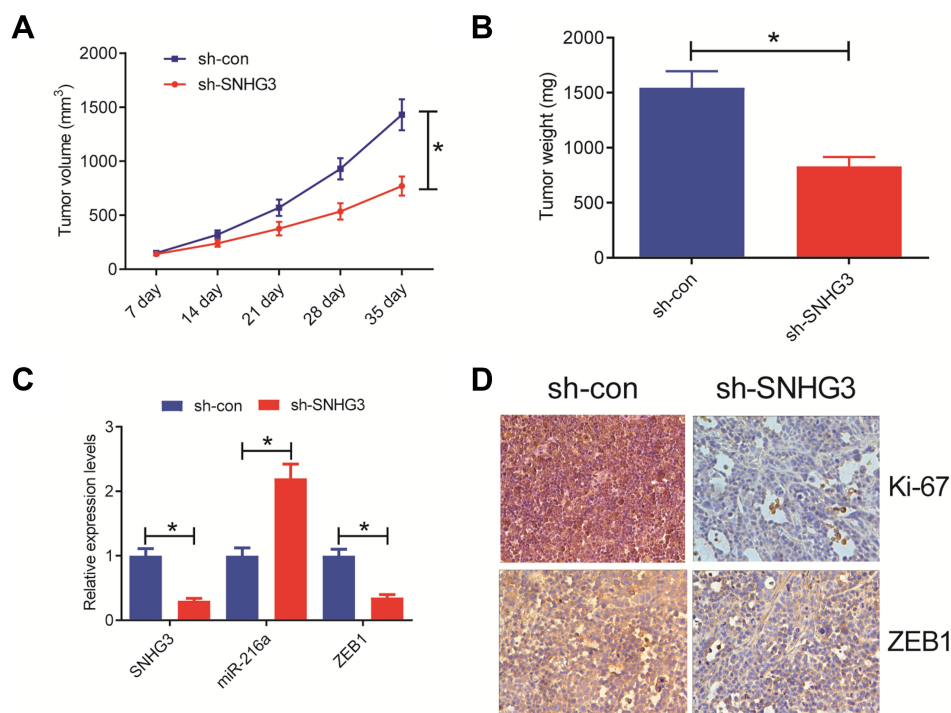 A
Tumor volume (mm³)
2000
1500
1000
500
0
sh-con
sh-SNHG3
*
7 day
14 day
21 day
28 day
35 day
B
Tumor weight (mg)
2000
1500
1000
500
0
*
sh-con
sh-SNHG3
C
sh-con sh-SNHG3
Relative expression levels
3
2
1
0
*
*
*
SNHG3
miR-216a
ZEB1
D
sh-con sh-SNHG3
Ki-67
ZEB1